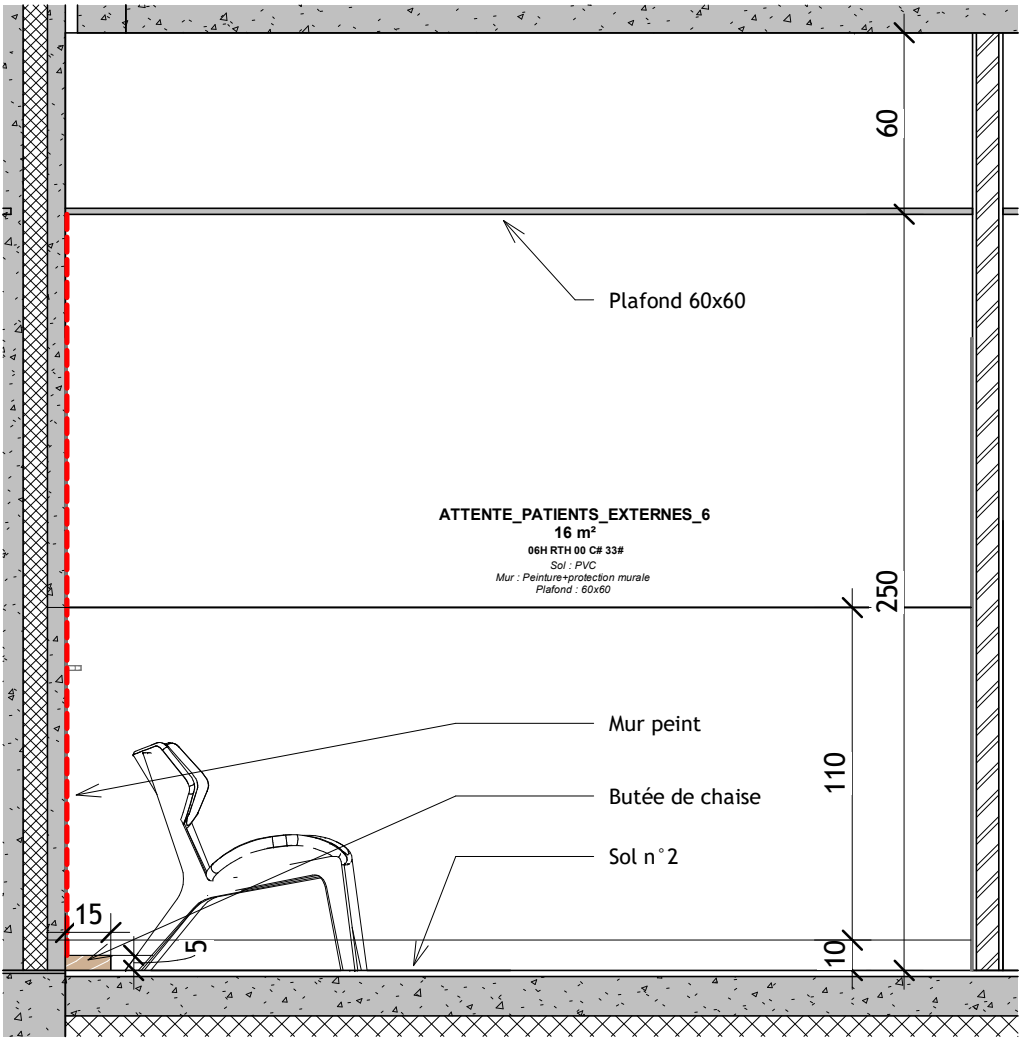 60
Plafond 60x60
ATTENTE_PATIENTS_EXTERNES_6
16 m²
06H RTH 00 C# 33#
Sol : PVC
Mur : Peinture+protection murale
Plafond : 60x60
250
Mur peint
110
Butée de chaise
Sol n°2
15
5
10